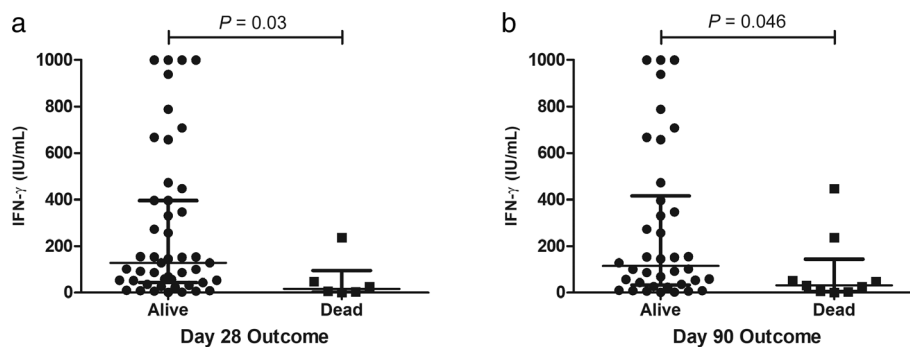 a
P = 0.03
IFN-γ (IU/mL)
1000
800
600
400
200
0
Alive
Dead
Day 28 Outcome
b
P = 0.046
IFN-γ (IU/mL)
1000
800
600
400
200
0
Alive
Dead
Day 90 Outcome